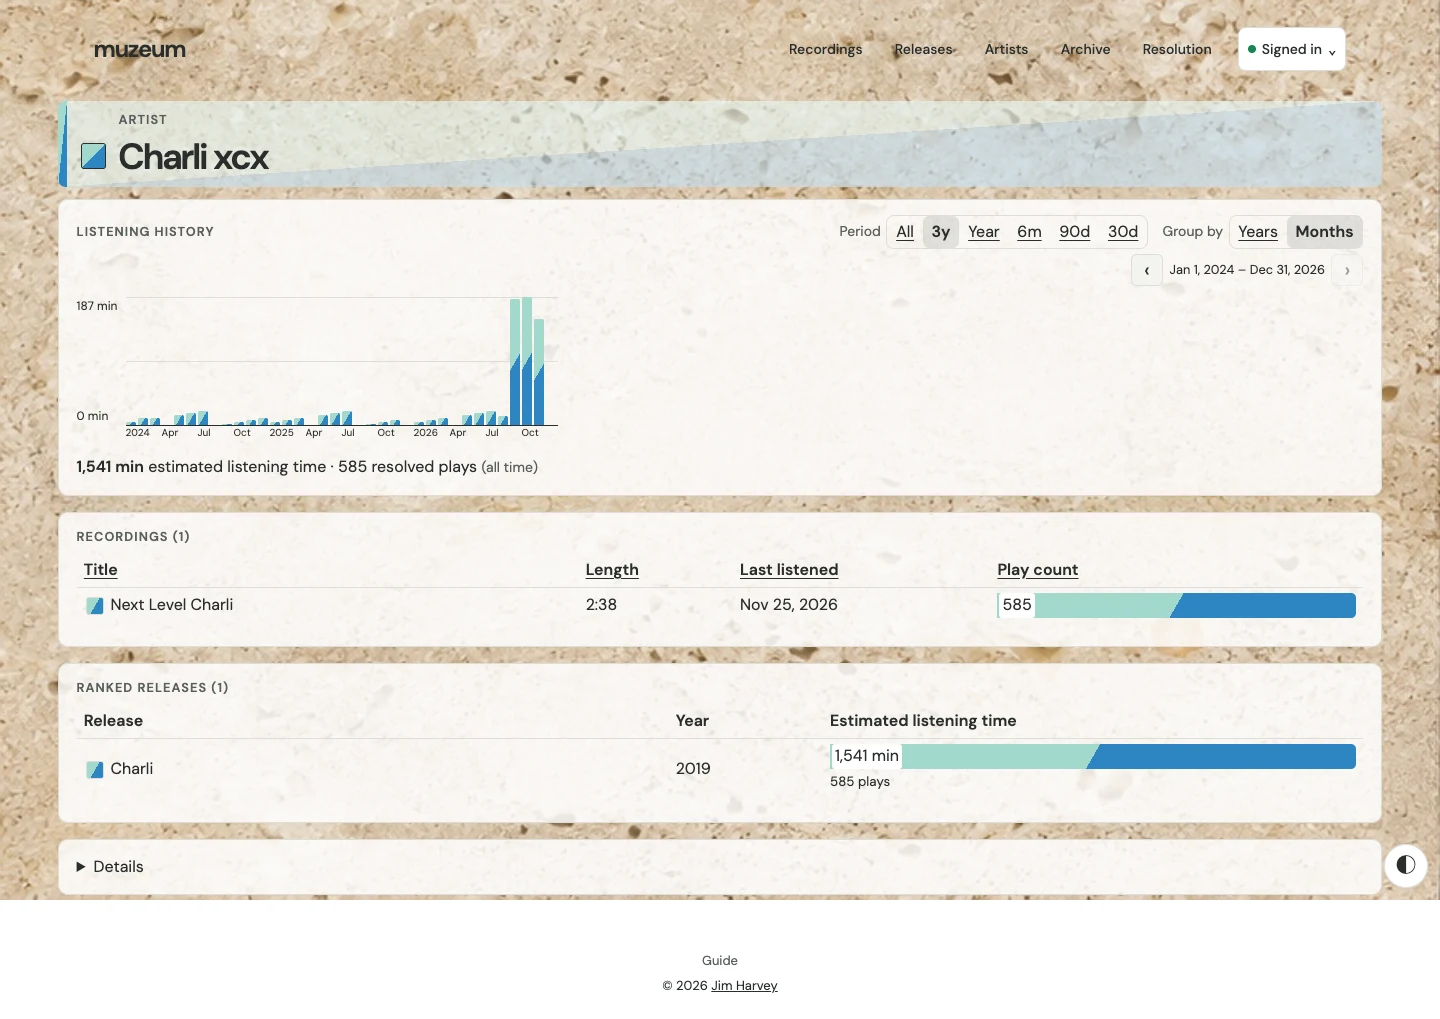 muzeum
Recordings Releases Artists Archive Resolution Signed in
ARTIST
Charli xcx
LISTENING HISTORY
Period All 3y Year 6m 90d 30d Group by Years Months
‹ Jan 1, 2024 – Dec 31, 2026 ›
187 min
0 min
2024 Apr Jul Oct 2025 Apr Jul Oct 2026 Apr Jul Oct
1,541 min estimated listening time · 585 resolved plays (all time)
RECORDINGS (1)
Title Length Last listened Play count
Next Level Charli 2:38 Nov 25, 2026 585
RANKED RELEASES (1)
Release Year Estimated listening time
Charli 2019 1,541 min
585 plays
Details
Guide
© 2026 Jim Harvey